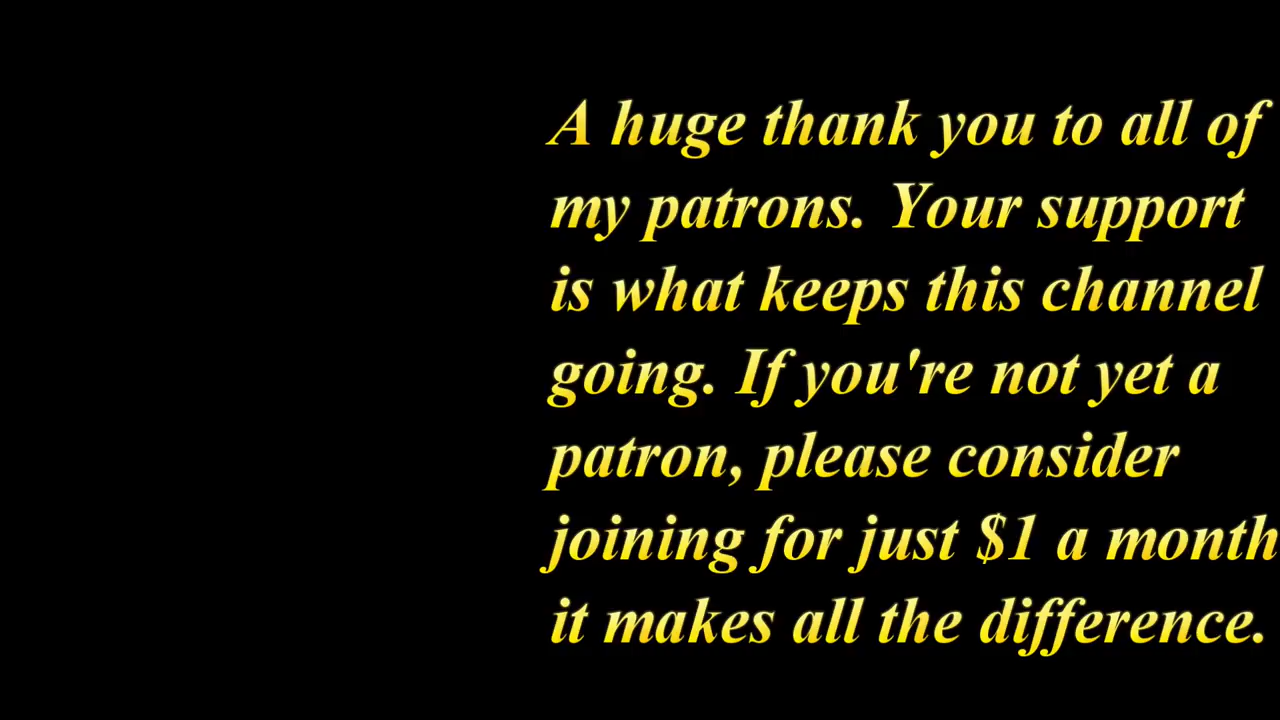 A huge thank you to all of
my patrons. Your support
is what keeps this channel
going. If you're not yet a
patron, please consider
joining for just $1 a month
it makes all the difference.